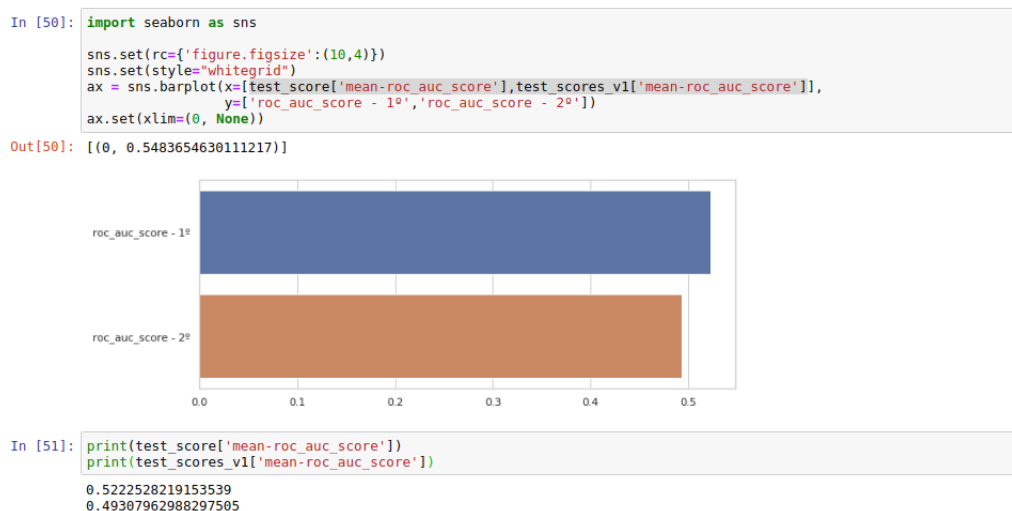 In [50]: import seaborn as sns
sns.set(rc={'figure.figsize':(10,4)})
sns.set(style="whitegrid")
ax = sns.barplot(x=[test_score['mean-roc_auc_score'],test_scores_v1['mean-roc_auc_score']],
y=['roc_auc_score - 1º','roc_auc_score - 2º'])
ax.set(xlim=(0, None))
Out[50]: [(0, 0.5483654630111217)]
roc_auc_score - 1º
roc_auc_score - 2º
0.0 0.1 0.2 0.3 0.4 0.5
In [51]: print(test_score['mean-roc_auc_score'])
print(test_scores_v1['mean-roc_auc_score'])
0.5222528219153539
0.49307962988297505